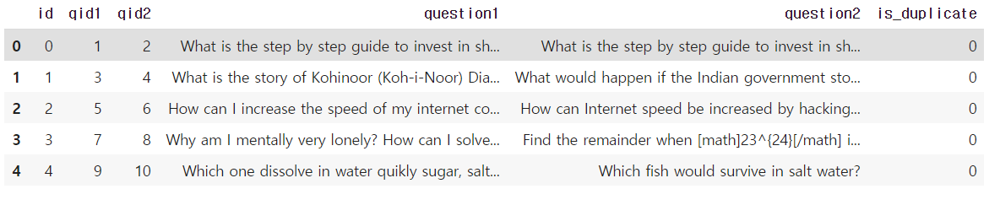 id qid1 qid2 question1 question2 is_duplicate
0 0 1 2 What is the step by step guide to invest in sh... What is the step by step guide to invest in sh... 0
1 1 3 4 What is the story of Kohinoor (Koh-i-Noor) Dia... What would happen if the Indian government sto... 0
2 2 5 6 How can I increase the speed of my internet co... How can Internet speed be increased by hacking... 0
3 3 7 8 Why am I mentally very lonely? How can I solve... Find the remainder when [math]23^{24}[/math] i... 0
4 4 9 10 Which one dissolve in water quikly sugar, salt... Which fish would survive in salt water? 0